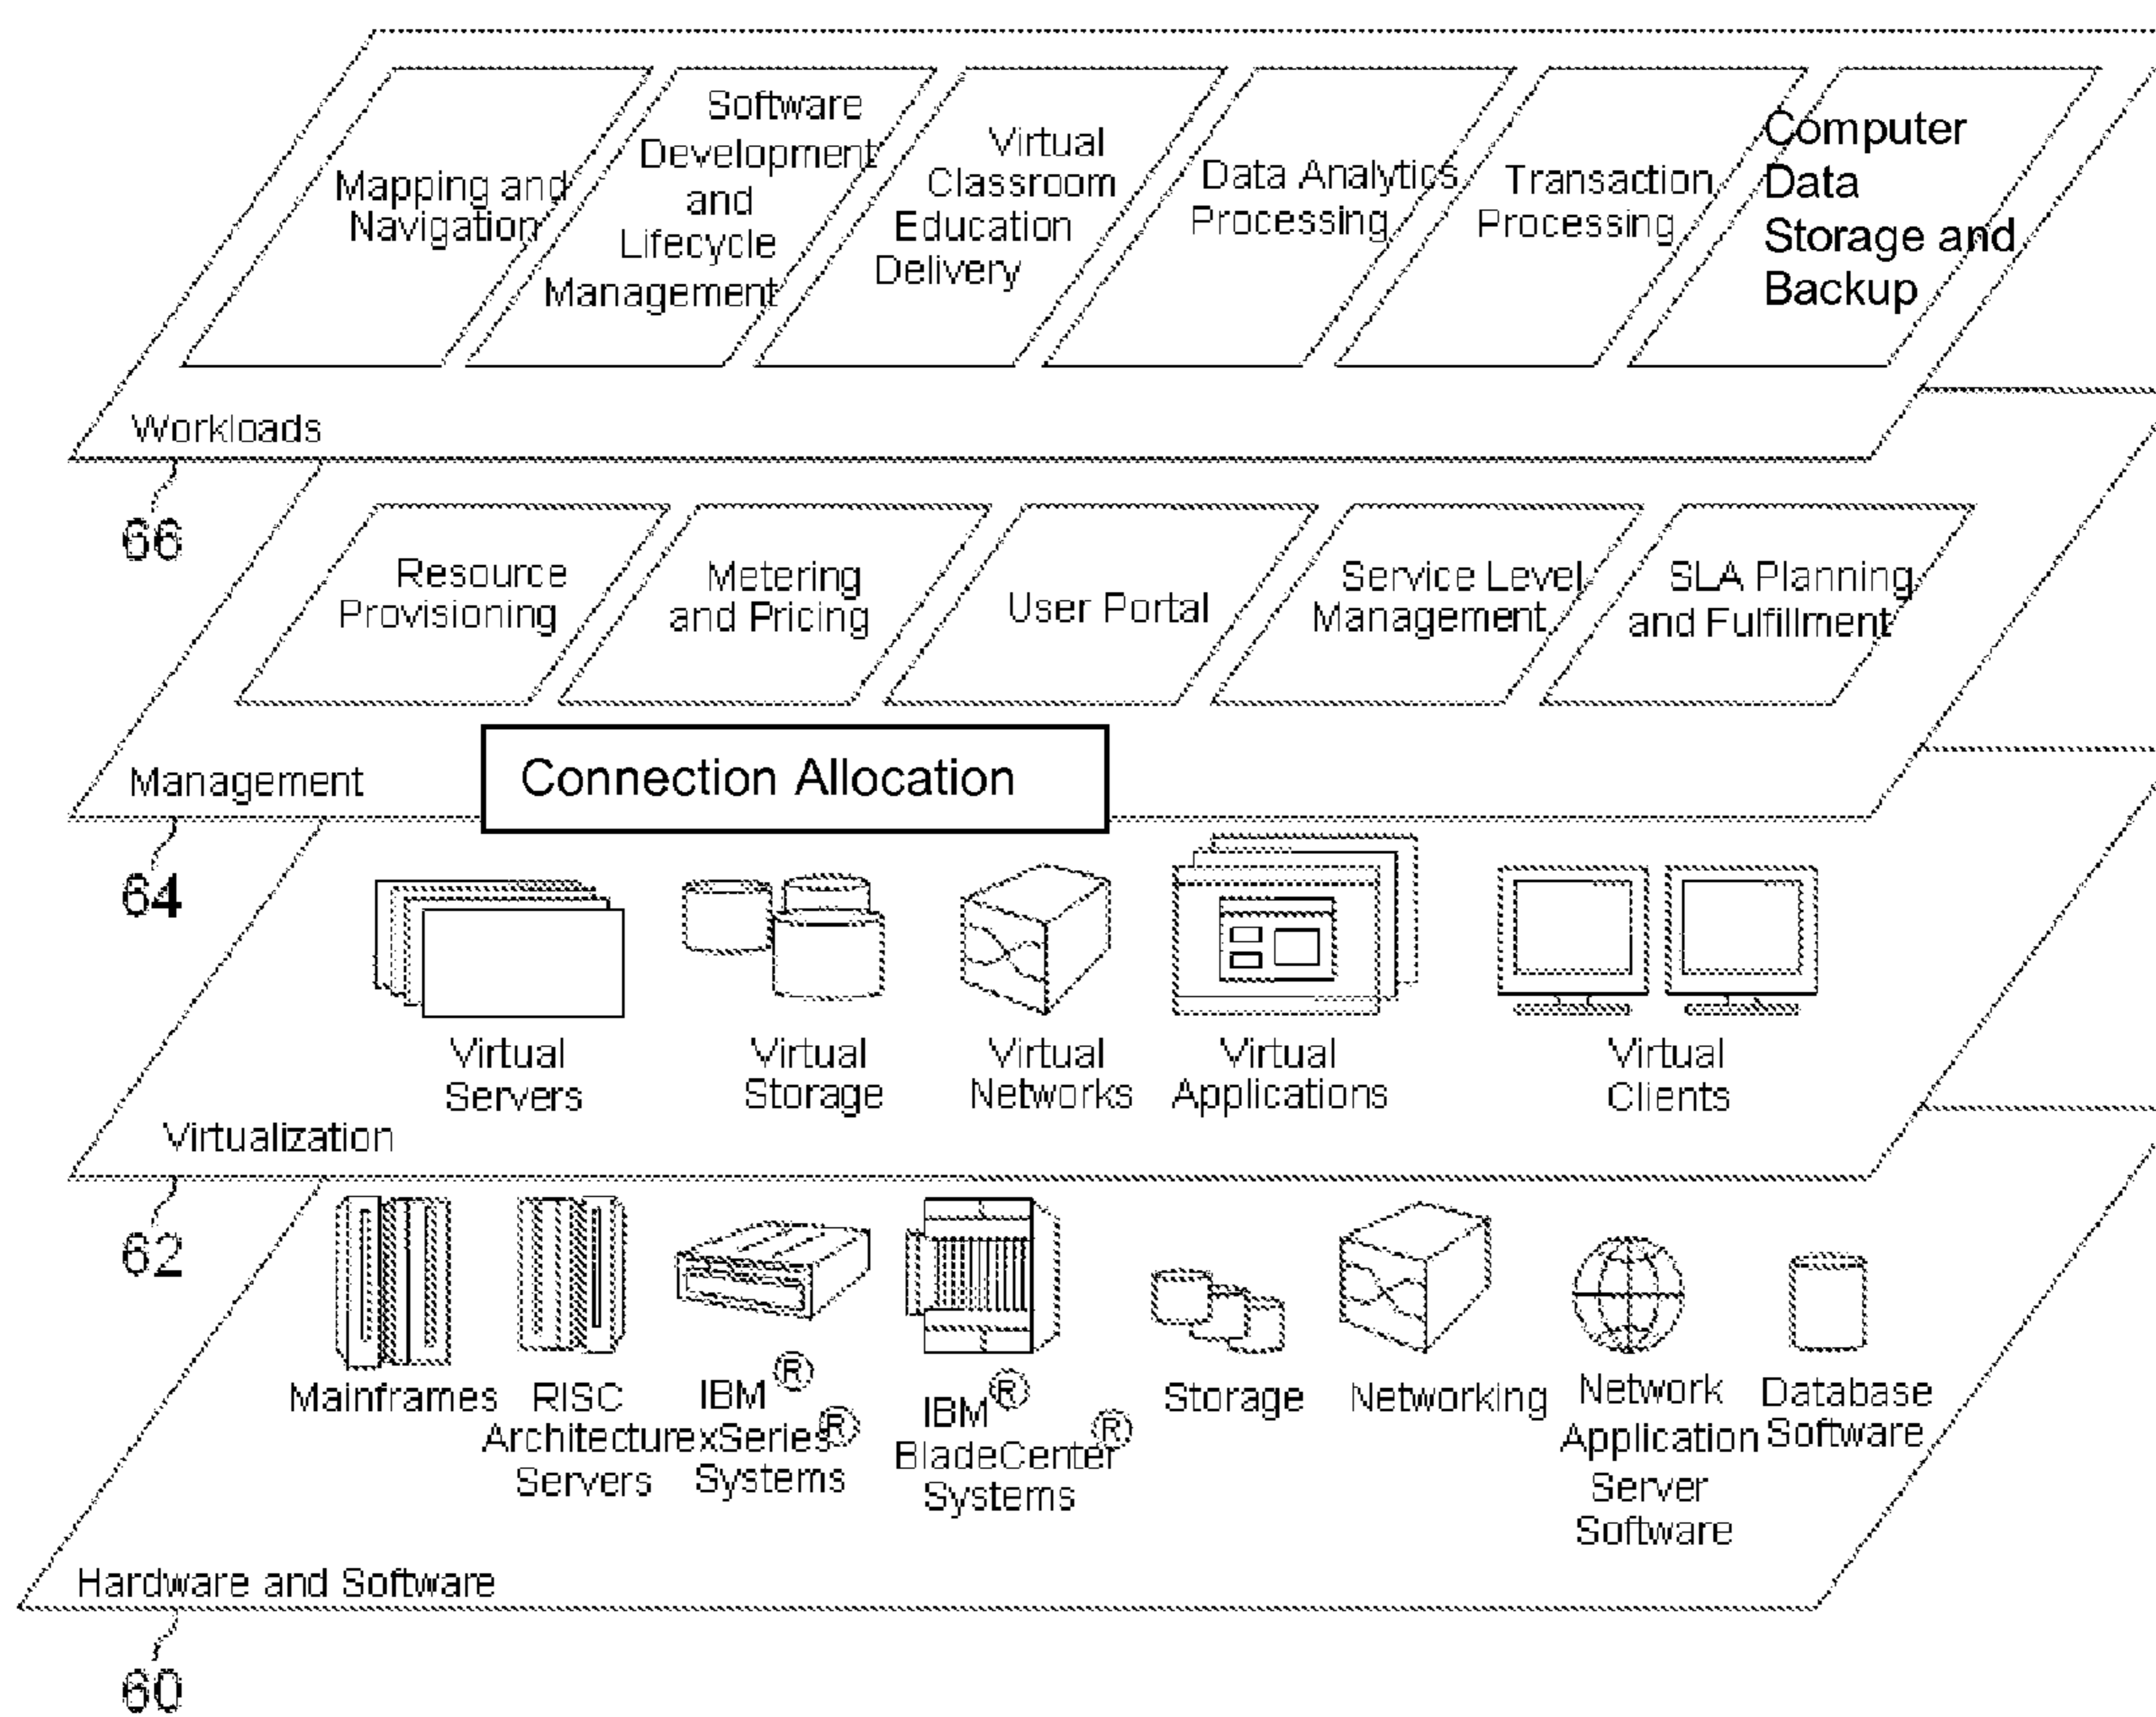 Mapping and
Navigation
Software
Development
and
Lifecycle
Management
Virtual
Classroom
Education
Delivery
Data Analytics
Processing
Transaction
Processing
Computer
Data
Storage and
Backup
Workloads
66
Resource
Provisioning
Metering
and Pricing
User Portal
Service Level
Management
SLA Planning
and Fulfillment
Management
Connection Allocation
64
Virtual
Servers
Virtual
Storage
Virtual
Networks
Virtual
Applications
Virtual
Clients
Virtualization
62
Mainframes
RISC
Architecture
Servers
IBM®
xSeries®
Systems
IBM®
BladeCenter®
Systems
Storage
Networking
Network
Application
Server
Software
Database
Software
Hardware and Software
60